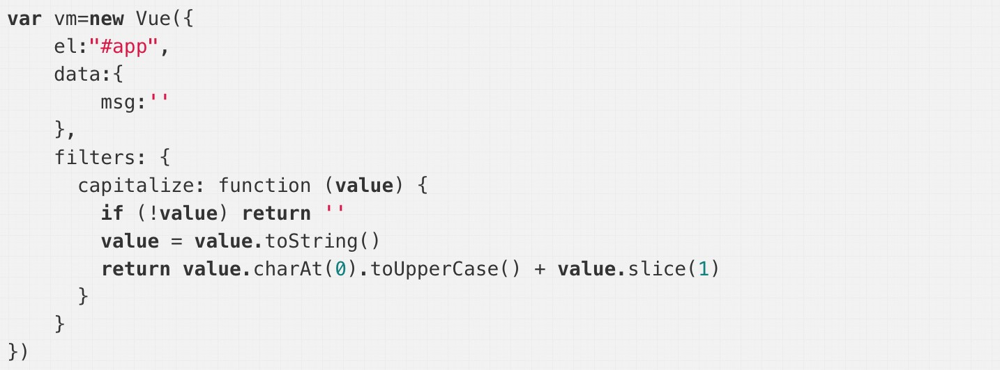 var vm=new Vue({
    el:"#app",
    data:{
        msg:''
    },
    filters: {
      capitalize: function (value) {
        if (!value) return ''
        value = value.toString()
        return value.charAt(0).toUpperCase() + value.slice(1)
      }
    }
})